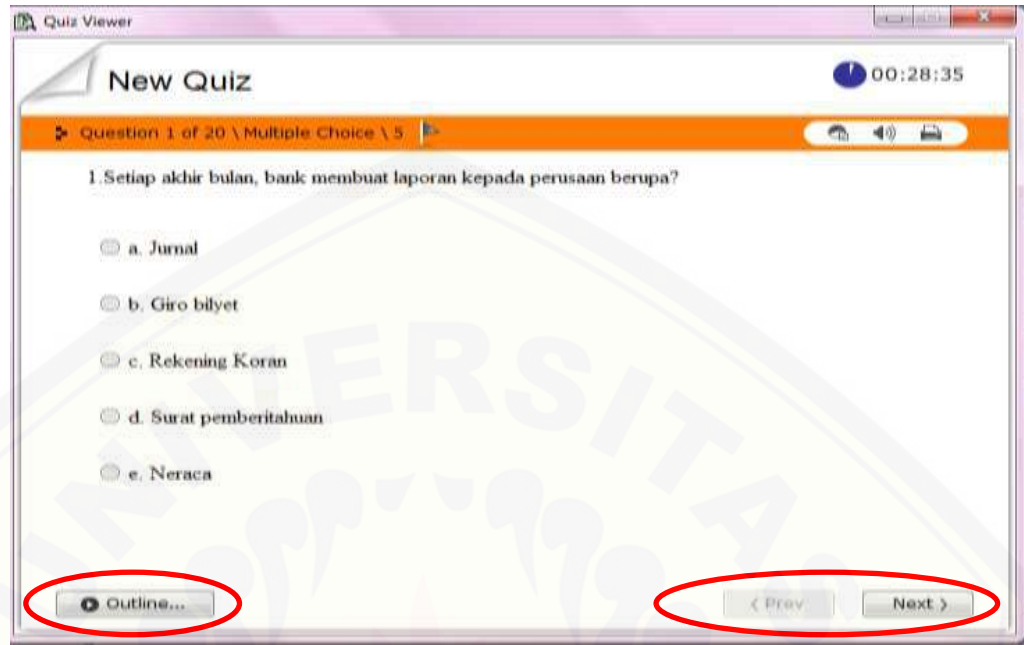 Quiz Viewer
New Quiz
00:28:35
Question 1 of 20 \ Multiple Choice \ 5
1.Setiap akhir bulan, bank membuat laporan kepada perusaan berupa?
a. Jurnal
b. Giro bilyet
c. Rekening Koran
d. Surat pemberitahuan
e. Neraca
UNIVERSITAS
Outline...
< Prev
Next >